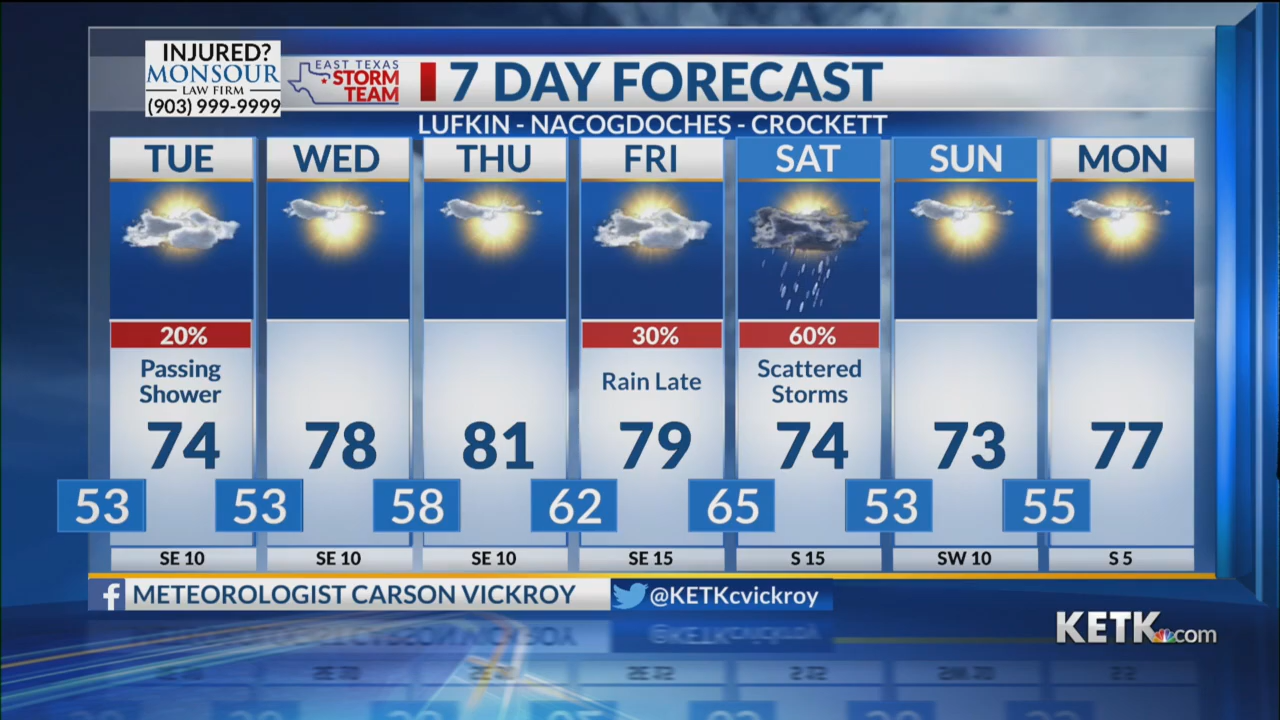 INJURED?
MONSOUR
LAW FIRM
(903) 999-9999
EAST TEXAS
STORM
TEAM
7 DAY FORECAST
LUFKIN - NACOGDOCHES - CROCKETT
TUE WED THU FRI SAT SUN MON
20% 30% 60%
Passing
Shower
Rain Late
Scattered
Storms
74 78 81 79 74 73 77
53 53 58 62 65 53 55
SE 10 SE 10 SE 10 SE 15 S 15 SW 10 S 5
f METEOROLOGIST CARSON VICKROY @KETKcvickroy
KETK.com